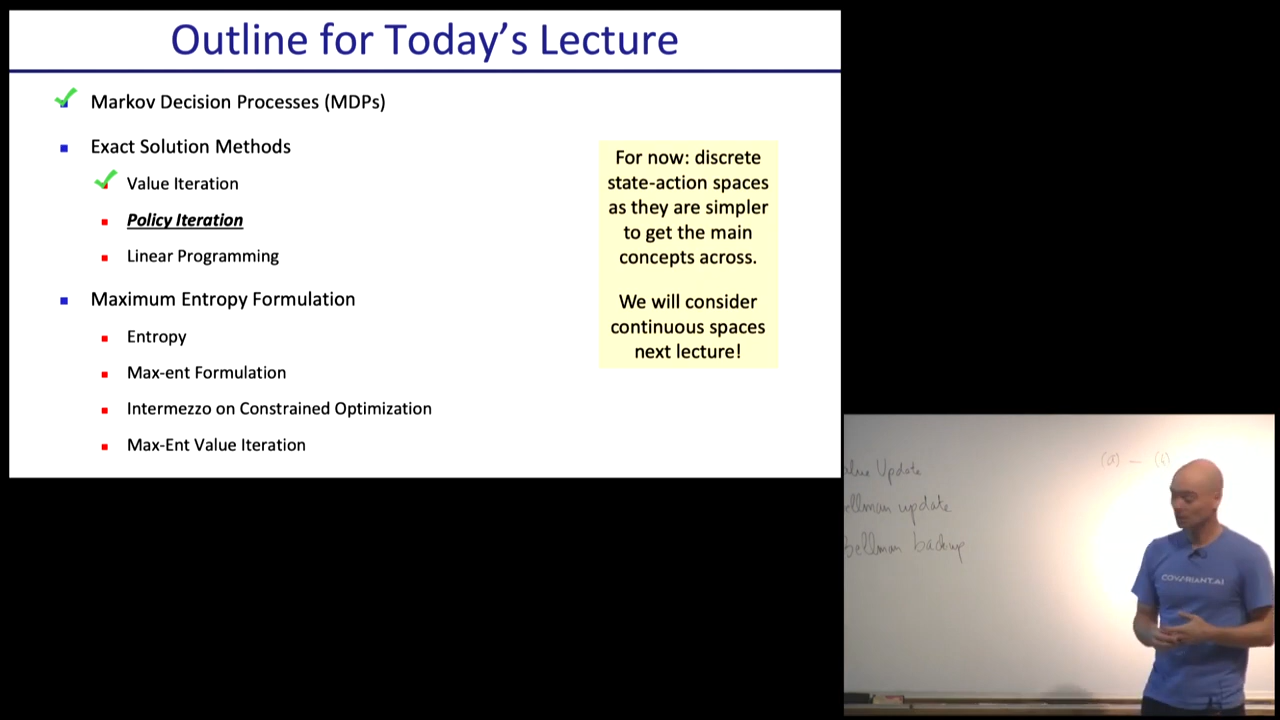 Outline for Today's Lecture
Markov Decision Processes (MDPs)
Exact Solution Methods
Value Iteration
Policy Iteration
Linear Programming
Maximum Entropy Formulation
Entropy
Max-ent Formulation
Intermezzo on Constrained Optimization
Max-Ent Value Iteration
For now: discrete
state-action spaces
as they are simpler
to get the main
concepts across.
We will consider
continuous spaces
next lecture!
alue Update
ellman update
Bellman backup
COVARIANT.AI